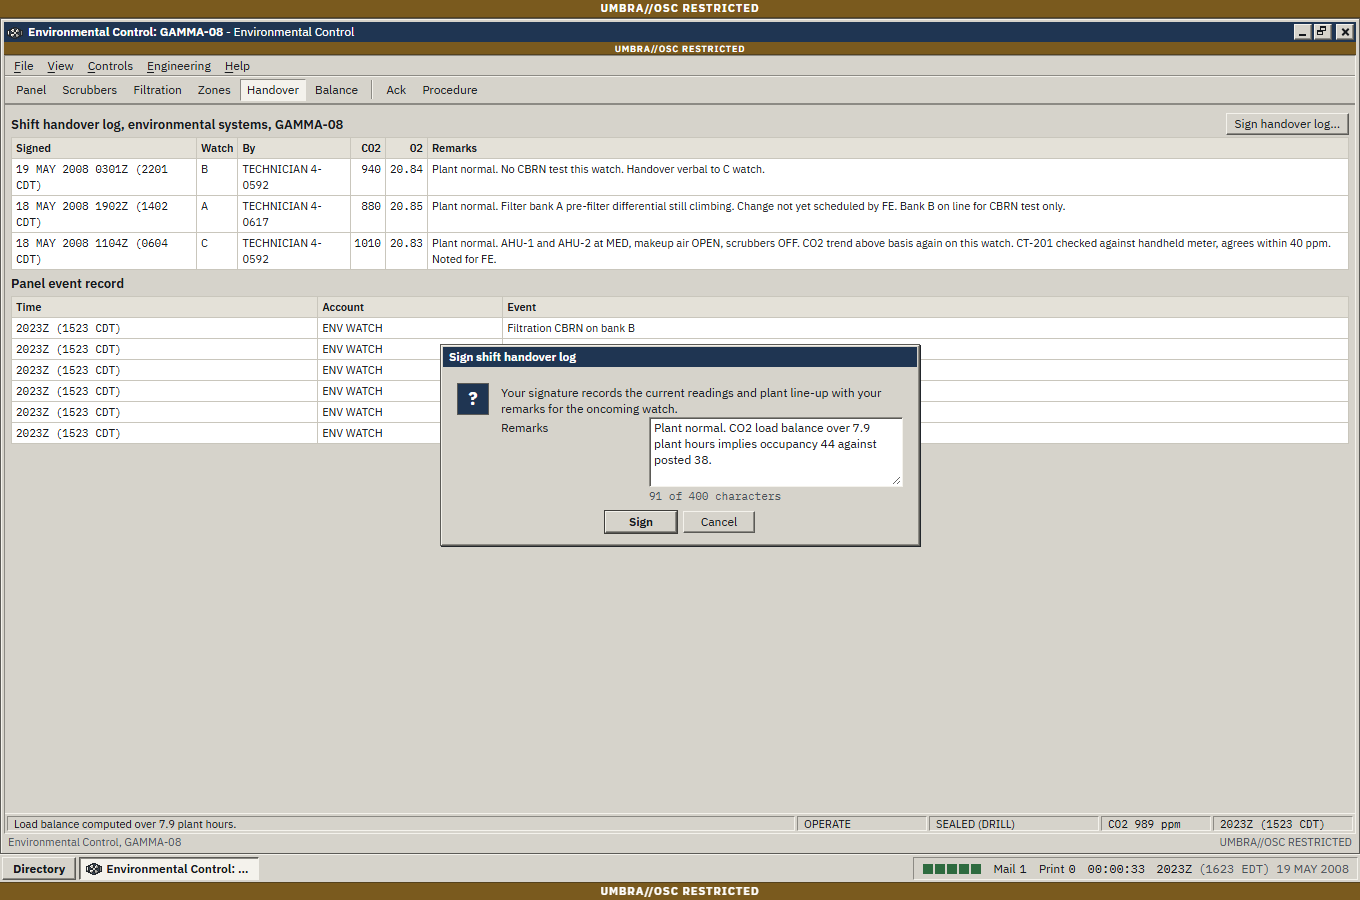 UMBRA//OSC RESTRICTED
Environmental Control: GAMMA-08 - Environmental Control
UMBRA//OSC RESTRICTED
File View Controls Engineering Help
Panel Scrubbers Filtration Zones Handover Balance Ack Procedure
Shift handover log, environmental systems, GAMMA-08
Sign handover log...
Signed Watch By CO2 O2 Remarks
19 MAY 2008 0301Z (2201 CDT) B TECHNICIAN 4-0592 940 20.84 Plant normal. No CBRN test this watch. Handover verbal to C watch.
18 MAY 2008 1902Z (1402 CDT) A TECHNICIAN 4-0617 880 20.85 Plant normal. Filter bank A pre-filter differential still climbing. Change not yet scheduled by FE. Bank B on line for CBRN test only.
18 MAY 2008 1104Z (0604 CDT) C TECHNICIAN 4-0592 1010 20.83 Plant normal. AHU-1 and AHU-2 at MED, makeup air OPEN, scrubbers OFF. CO2 trend above basis again on this watch. CT-201 checked against handheld meter, agrees within 40 ppm.
Noted for FE.
Panel event record
Time Account Event
2023Z (1523 CDT) ENV WATCH Filtration CBRN on bank B
2023Z (1523 CDT) ENV WATCH
2023Z (1523 CDT) ENV WATCH
2023Z (1523 CDT) ENV WATCH
2023Z (1523 CDT) ENV WATCH
2023Z (1523 CDT) ENV WATCH
Sign shift handover log
?
Your signature records the current readings and plant line-up with your
remarks for the oncoming watch.
Remarks
Plant normal. CO2 load balance over 7.9
plant hours implies occupancy 44 against
posted 38.
91 of 400 characters
Sign Cancel
Load balance computed over 7.9 plant hours. OPERATE SEALED (DRILL) CO2 989 ppm 2023Z (1523 CDT)
Environmental Control, GAMMA-08 UMBRA//OSC RESTRICTED
Directory Environmental Control: ... Mail 1 Print 0 00:00:33 2023Z (1623 EDT) 19 MAY 2008
UMBRA//OSC RESTRICTED